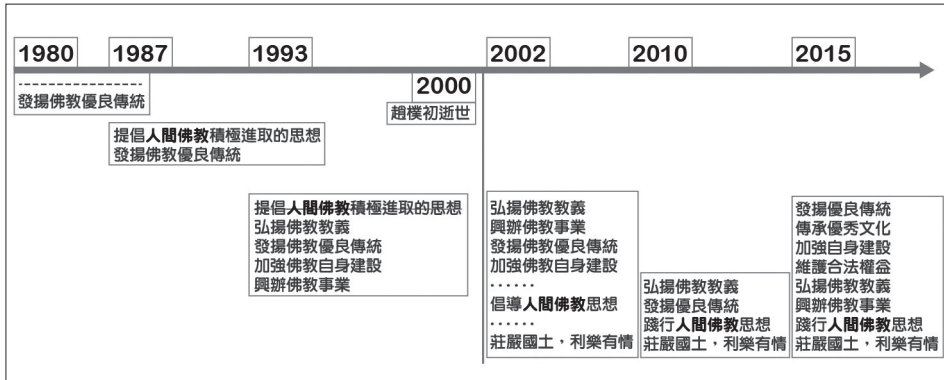 1980
1987
1993
2000
2002
2010
2015
發揚佛教優良傳統
趙樸初逝世
提倡人間佛教積極進取的思想
發揚佛教優良傳統
提倡人間佛教積極進取的思想
弘揚佛教教義
發揚佛教優良傳統
加強佛教自身建設
興辦佛教事業
弘揚佛教教義
興辦佛教事業
發揚佛教優良傳統
加強佛教自身建設
······
倡導人間佛教思想
······
莊嚴國土，利樂有情
弘揚佛教教義
發揚優良傳統
踐行人間佛教思想
莊嚴國土，利樂有情
發揚優良傳統
傳承優秀文化
加強自身建設
維護合法權益
弘揚佛教教義
興辦佛教事業
踐行人間佛教思想
莊嚴國土，利樂有情